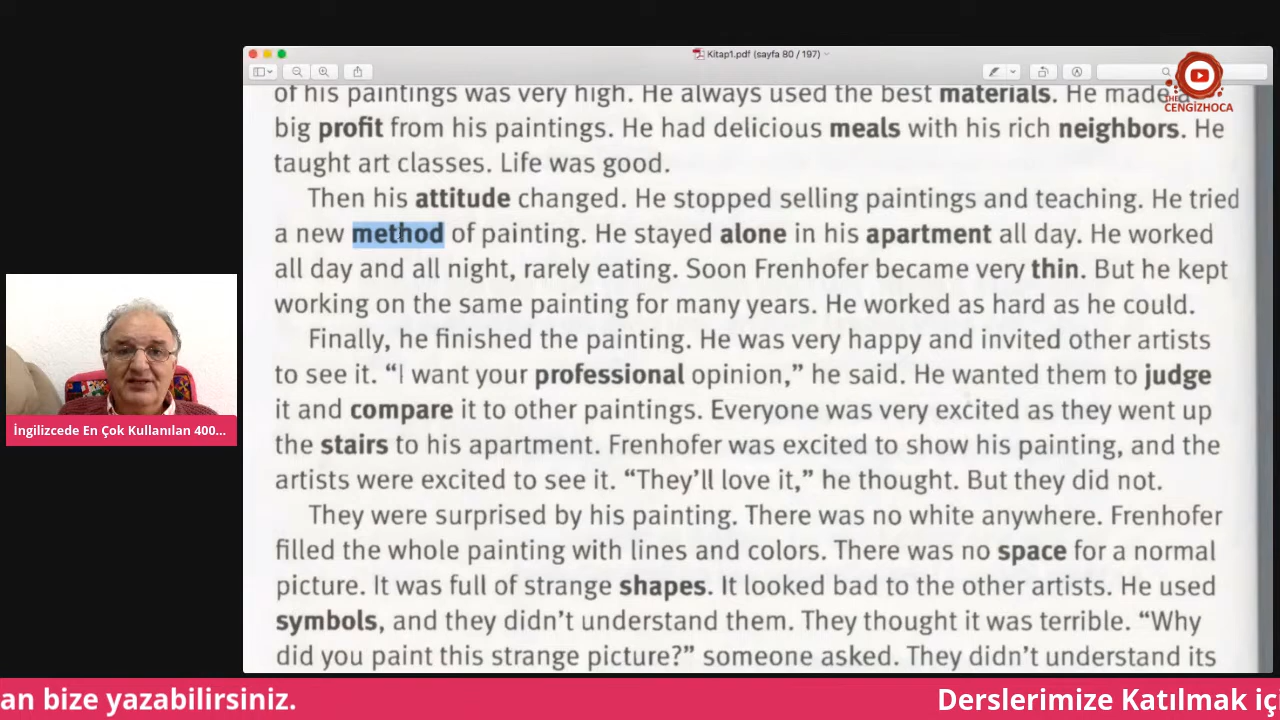 Kitap1.pdf (sayfa 80 / 197)
THE
CENGİZHOCA
of his paintings was very high. He always used the best materials. He made a
big profit from his paintings. He had delicious meals with his rich neighbors. He
taught art classes. Life was good.
Then his attitude changed. He stopped selling paintings and teaching. He tried
a new method of painting. He stayed alone in his apartment all day. He worked
all day and all night, rarely eating. Soon Frenhofer became very thin. But he kept
working on the same painting for many years. He worked as hard as he could.
Finally, he finished the painting. He was very happy and invited other artists
to see it. “I want your professional opinion,” he said. He wanted them to judge
it and compare it to other paintings. Everyone was very excited as they went up
the stairs to his apartment. Frenhofer was excited to show his painting, and the
artists were excited to see it. “They’ll love it,” he thought. But they did not.
They were surprised by his painting. There was no white anywhere. Frenhofer
filled the whole painting with lines and colors. There was no space for a normal
picture. It was full of strange shapes. It looked bad to the other artists. He used
symbols, and they didn’t understand them. They thought it was terrible. “Why
did you paint this strange picture?” someone asked. They didn’t understand its
İngilizcede En Çok Kullanılan 400...
an bize yazabilirsiniz.
Derslerimize Katılmak içi